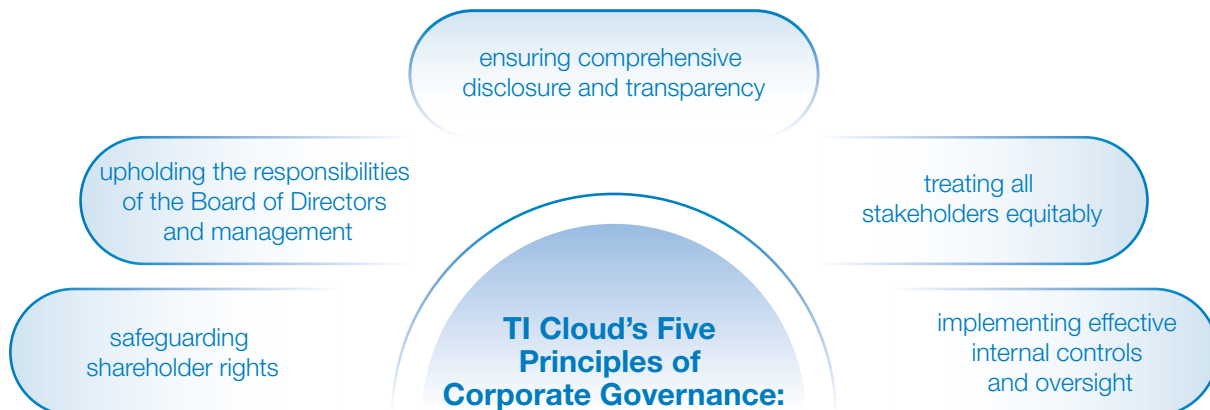 ensuring comprehensive
disclosure and transparency
upholding the responsibilities
of the Board of Directors
and management
treating all
stakeholders equitably
safeguarding
shareholder rights
TI Cloud’s Five
Principles of
Corporate Governance:
implementing effective
internal controls
and oversight